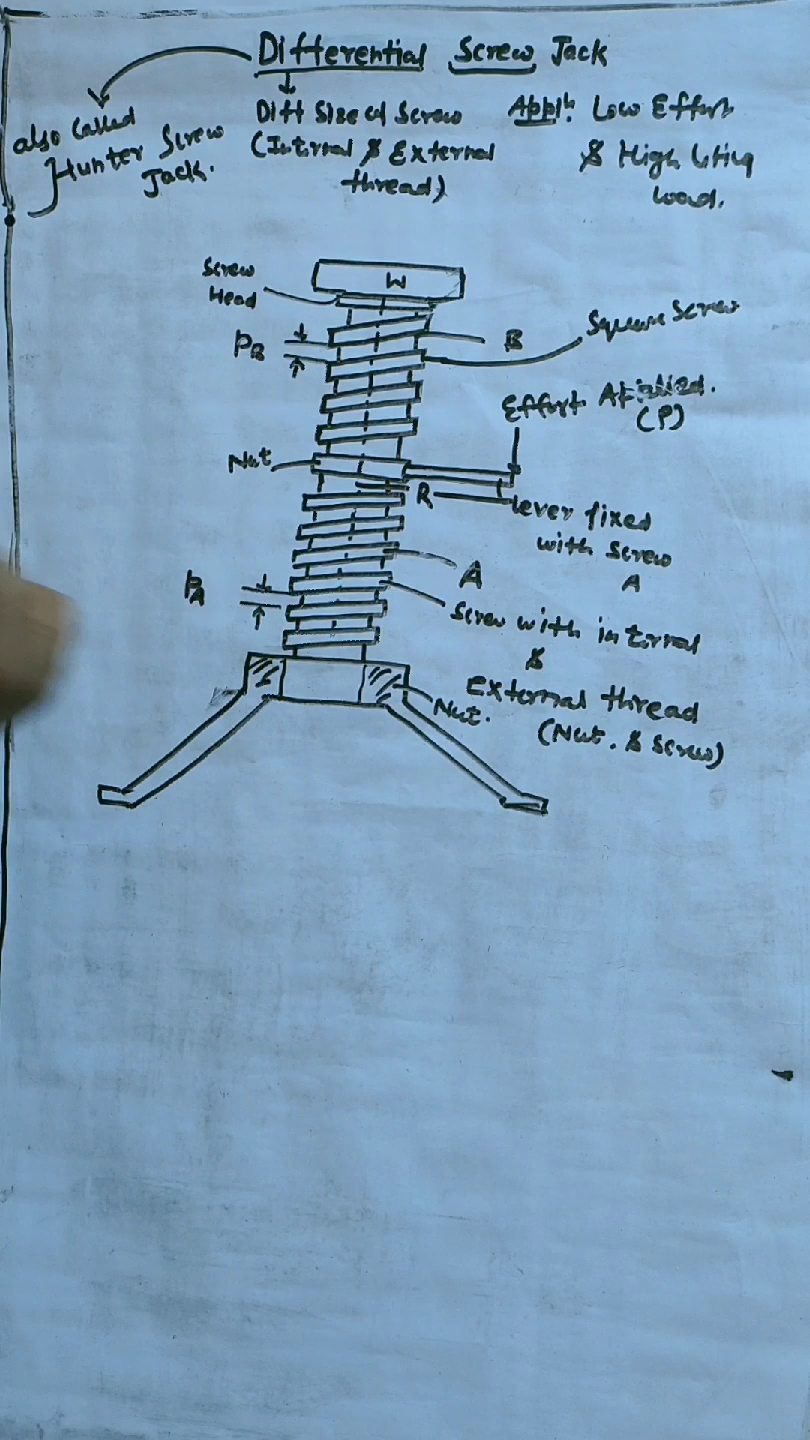 Differential Screw Jack
also Called
Hunter Screw
Jack.
Diff Size of Screw
(Internal & External
thread)
Appln: Low Effort
& High lifting
load.
Screw
Head
W
PB
B
Square Screw
Effort Applied.
(P)
Nut
R
lever fixed
with Screw
A
A
PA
Screw with internal
&
External thread
(Nut. & Screw)
Nut.